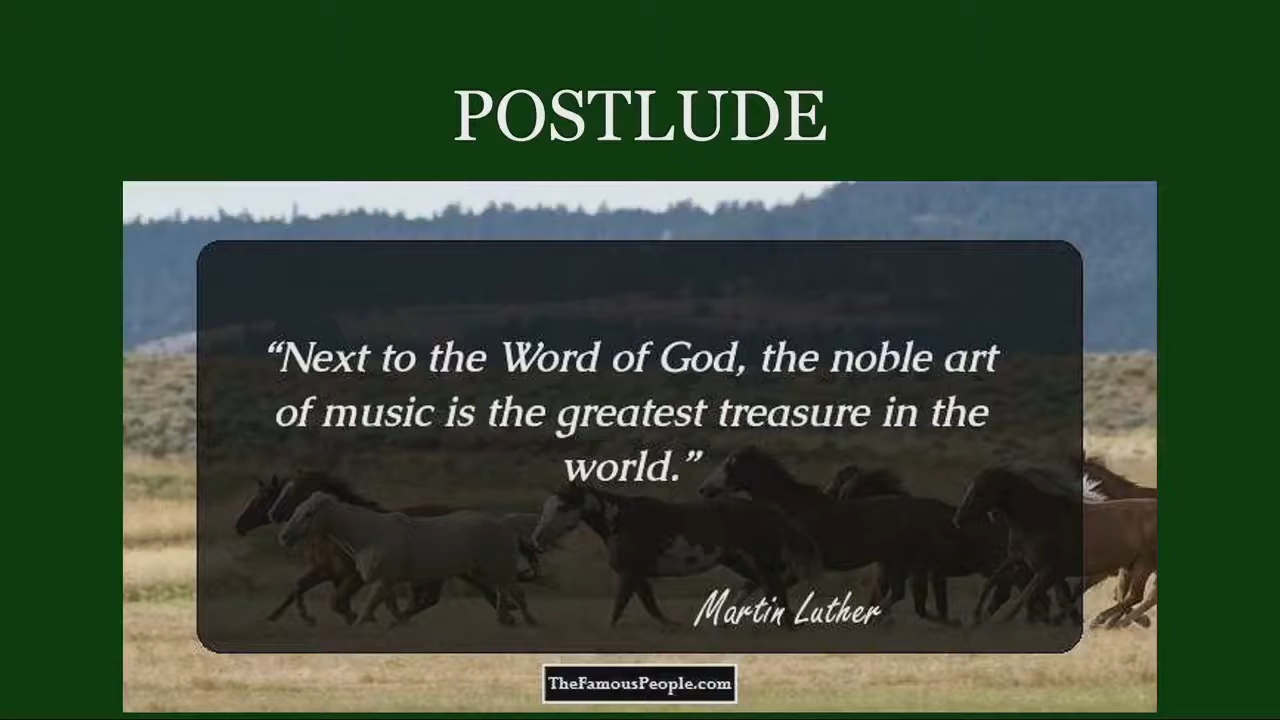 POSTLUDE
“Next to the Word of God, the noble art
of music is the greatest treasure in the
world.”
Martin Luther
TheFamousPeople.com